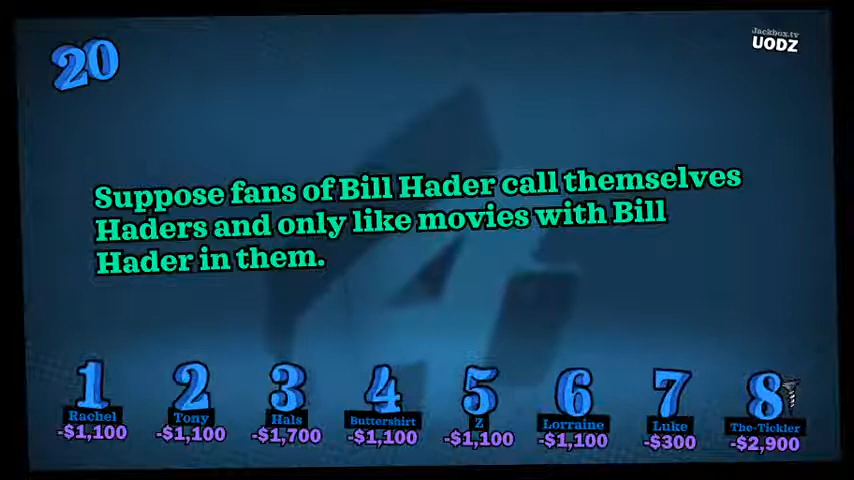 20
Jackbox.tv
UODZ
Suppose fans of Bill Hader call themselves
Haders and only like movies with Bill
Hader in them.
1 2 3 4 5 6 7 8
Rachel Tony Hals Buttershirt Z Lorraine Luke The-Tickler
-$1,100 -$1,100 -$1,700 -$1,100 -$1,100 -$1,100 -$300 -$2,900